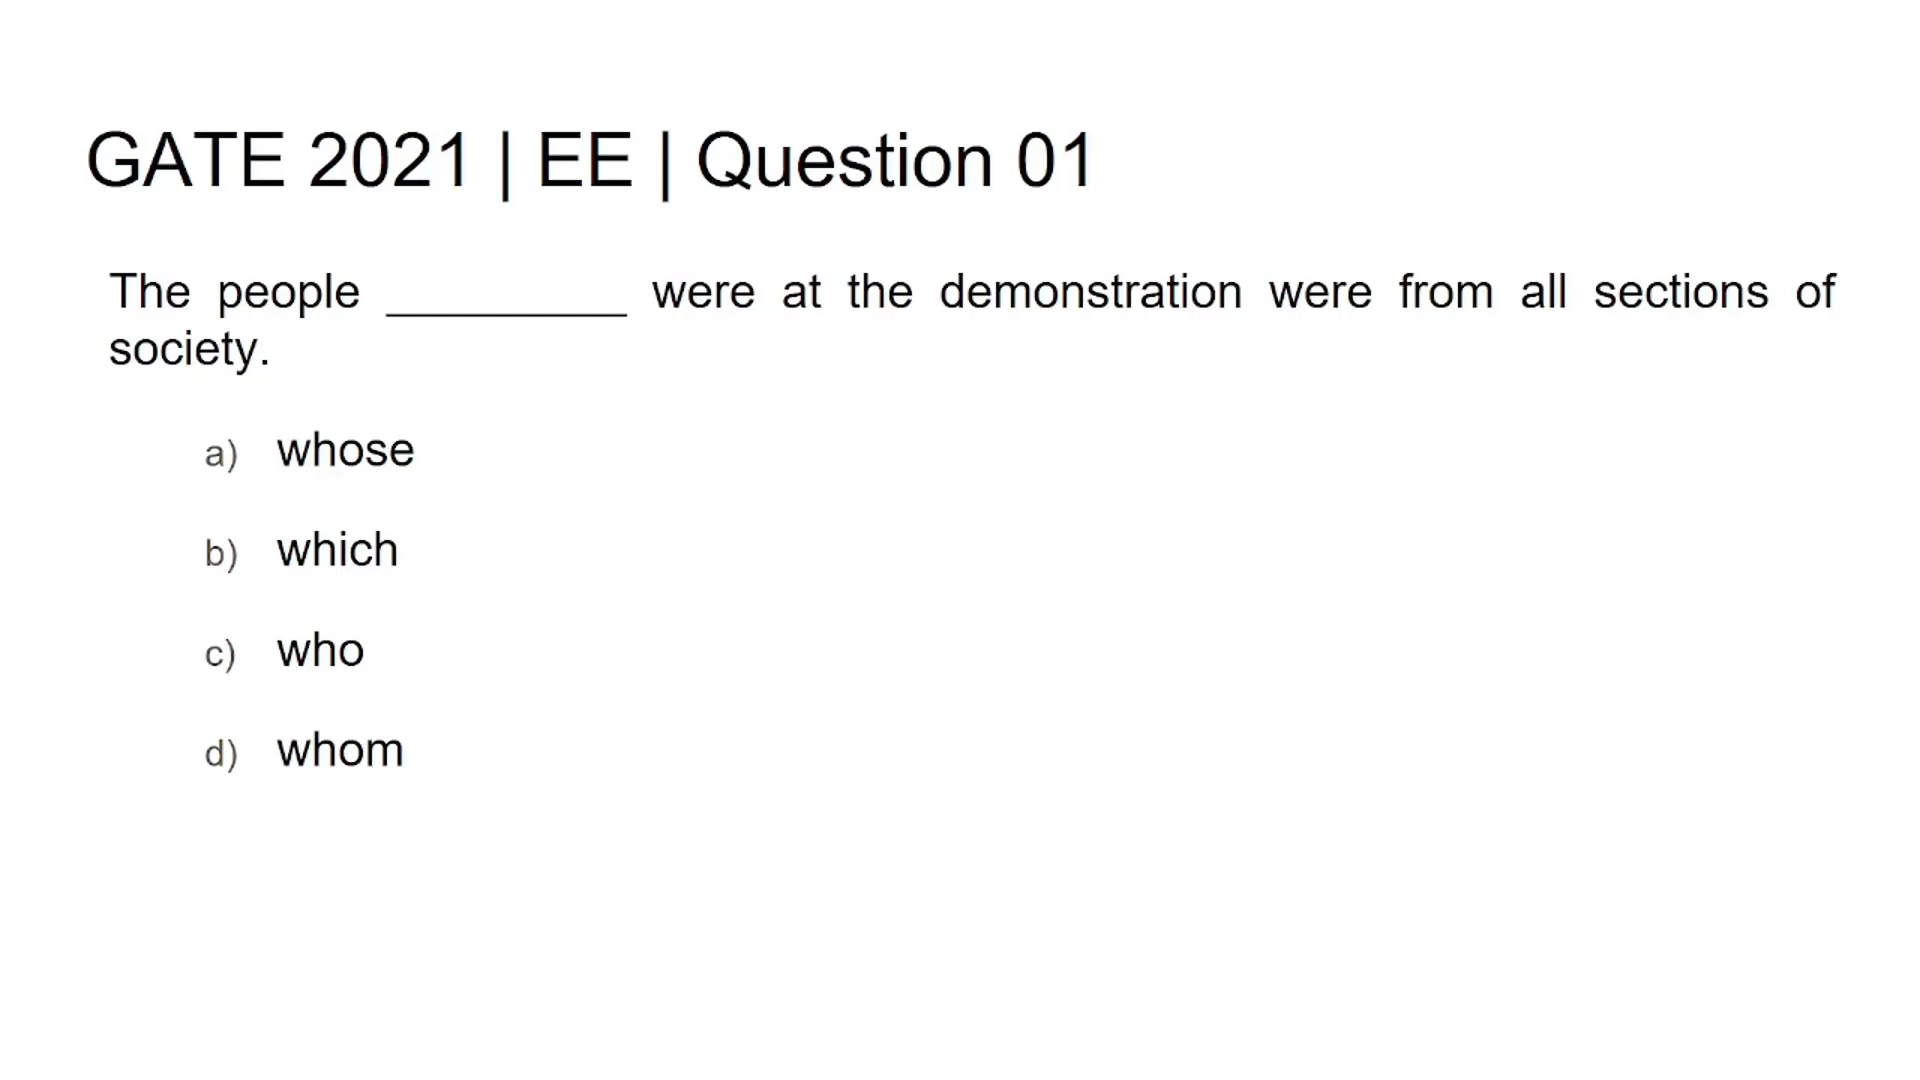 GATE 2021 | EE | Question 01
The people __________ were at the demonstration were from all sections of
society.
a) whose
b) which
c) who
d) whom